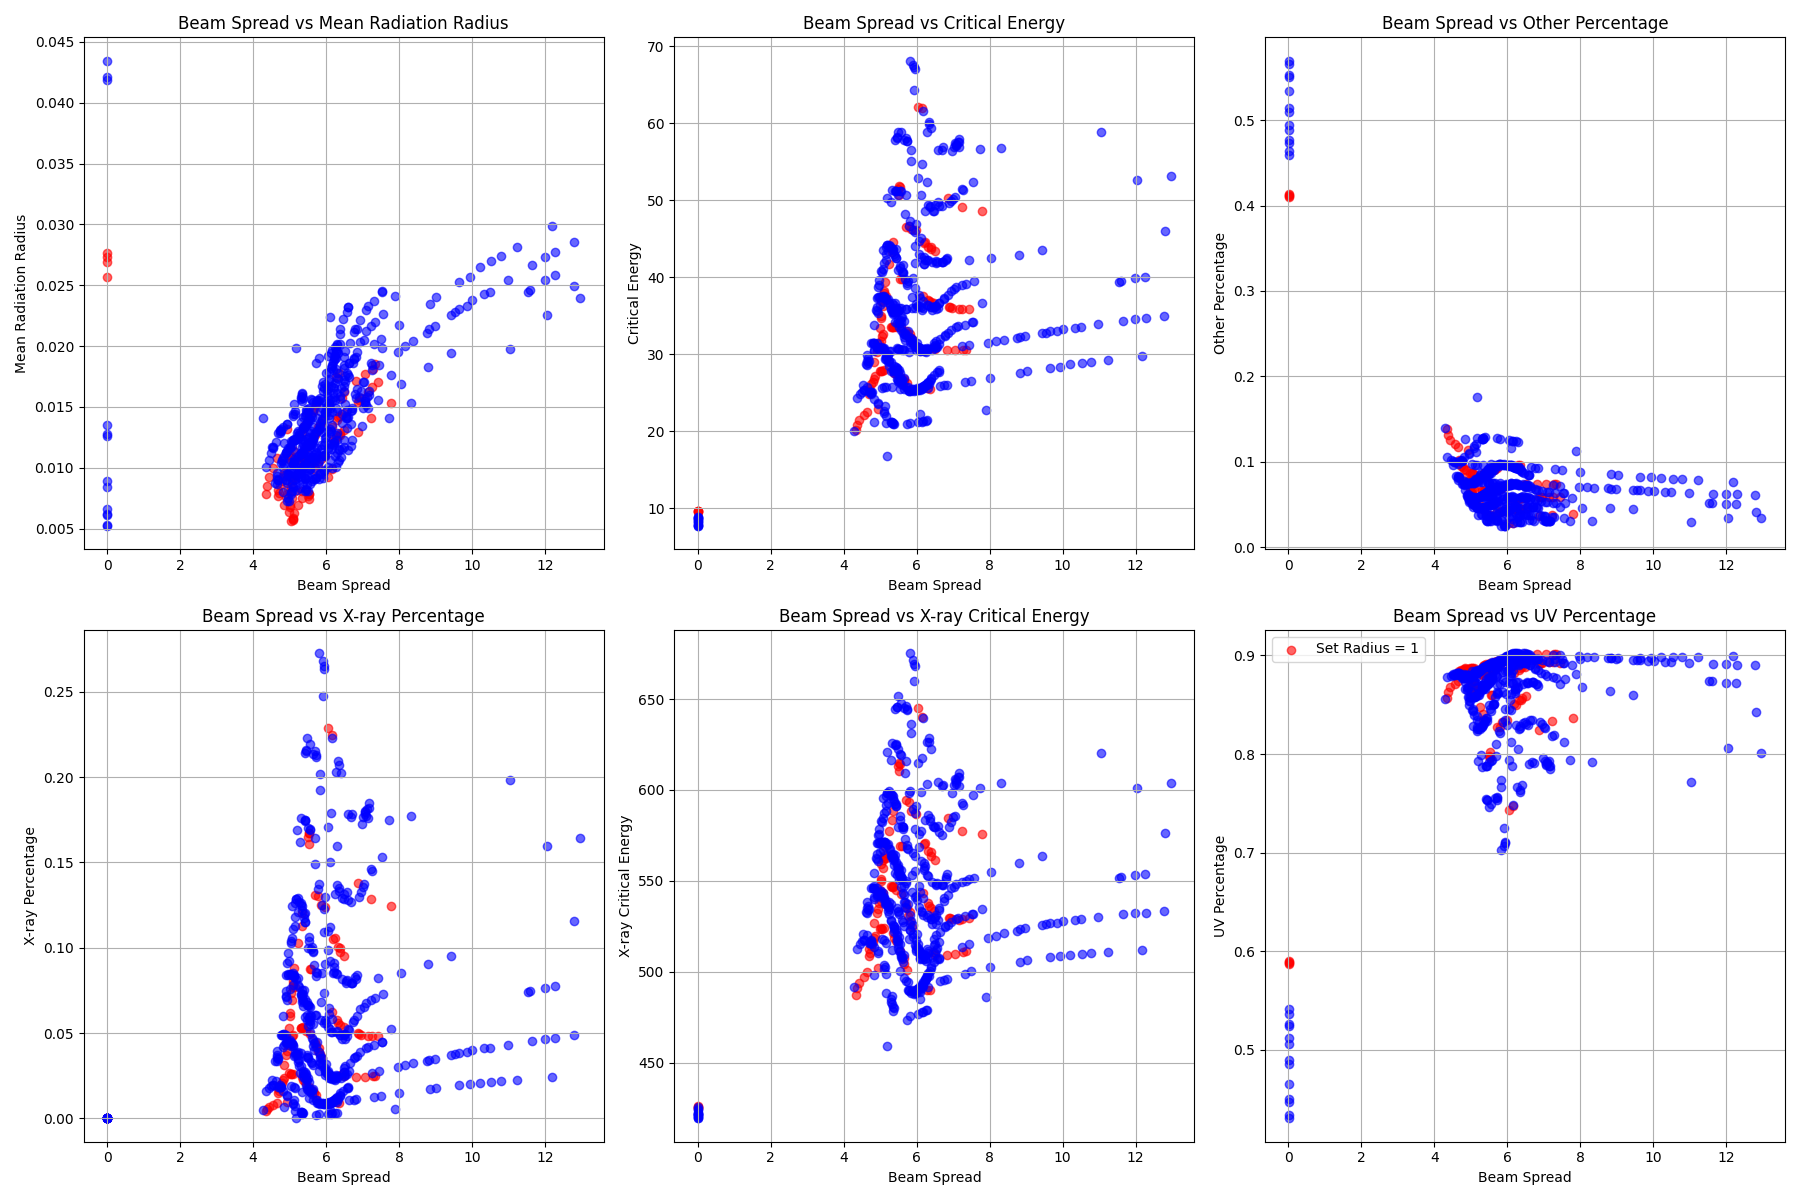 Beam Spread vs Mean Radiation Radius
Mean Radiation Radius
0.045
0.040
0.035
0.030
0.025
0.020
0.015
0.010
0.005
0 2 4 6 8 10 12
Beam Spread
Beam Spread vs Critical Energy
Critical Energy
70
60
50
40
30
20
10
0 2 4 6 8 10 12
Beam Spread
Beam Spread vs Other Percentage
Other Percentage
0.5
0.4
0.3
0.2
0.1
0.0
0 2 4 6 8 10 12
Beam Spread
Beam Spread vs X-ray Percentage
X-ray Percentage
0.25
0.20
0.15
0.10
0.05
0.00
0 2 4 6 8 10 12
Beam Spread
Beam Spread vs X-ray Critical Energy
X-ray Critical Energy
650
600
550
500
450
0 2 4 6 8 10 12
Beam Spread
Beam Spread vs UV Percentage
Set Radius = 1
UV Percentage
0.9
0.8
0.7
0.6
0.5
0 2 4 6 8 10 12
Beam Spread